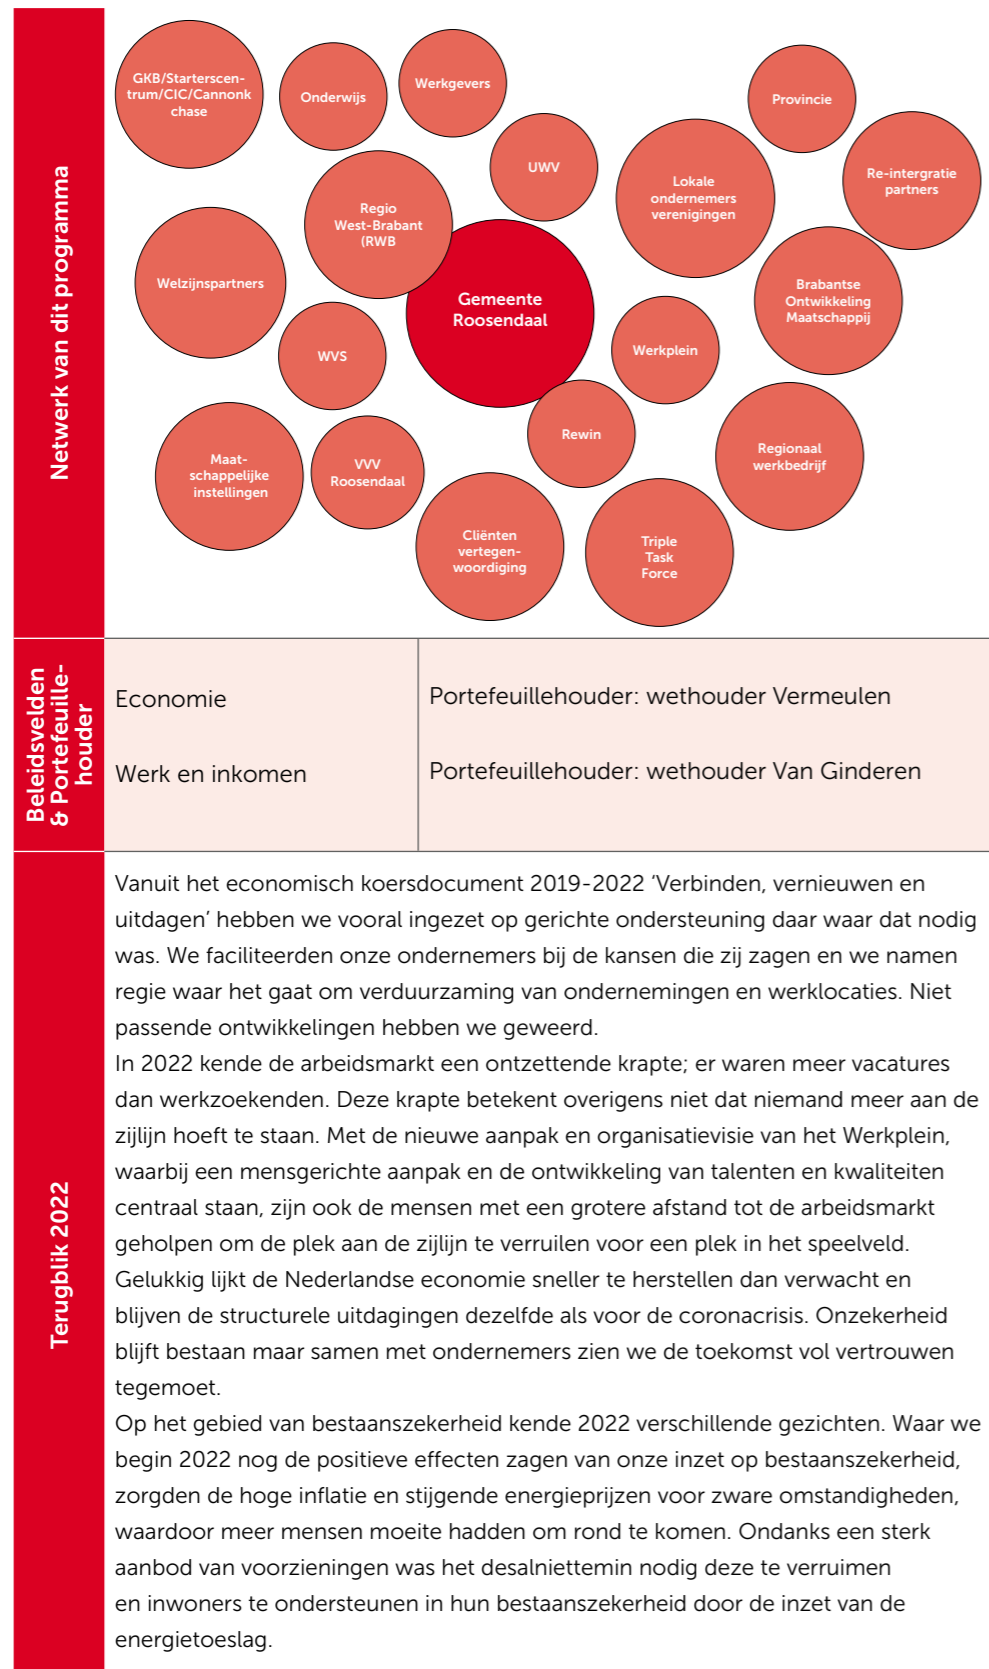 Netwerk van dit programma
GKB/Starterscen-
trum/CIC/Cannonk
chase
Onderwijs
Werkgevers
UWV
Provincie
Lokale
ondernemers
verenigingen
Re-intergratie
partners
Regio
West-Brabant
(RWB
Welzijnspartners
Gemeente
Roosendaal
Brabantse
Ontwikkeling
Maatschappij
WVS
Werkplein
Rewin
Regionaal
werkbedrijf
Maat-
schappelijke
instellingen
VVV
Roosendaal
Cliënten
vertegen-
woordiging
Triple
Task
Force
Beleidsvelden
& Portefeuille-
houder
Economie
Portefeuillehouder: wethouder Vermeulen
Werk en inkomen
Portefeuillehouder: wethouder Van Ginderen
Terugblik 2022
Vanuit het economisch koersdocument 2019-2022 ‘Verbinden, vernieuwen en
uitdagen’ hebben we vooral ingezet op gerichte ondersteuning daar waar dat nodig
was. We faciliteerden onze ondernemers bij de kansen die zij zagen en we namen
regie waar het gaat om verduurzaming van ondernemingen en werklocaties. Niet
passende ontwikkelingen hebben we geweerd.
In 2022 kende de arbeidsmarkt een ontzettende krapte; er waren meer vacatures
dan werkzoekenden. Deze krapte betekent overigens niet dat niemand meer aan de
zijlijn hoeft te staan. Met de nieuwe aanpak en organisatievisie van het Werkplein,
waarbij een mensgerichte aanpak en de ontwikkeling van talenten en kwaliteiten
centraal staan, zijn ook de mensen met een grotere afstand tot de arbeidsmarkt
geholpen om de plek aan de zijlijn te verruilen voor een plek in het speelveld.
Gelukkig lijkt de Nederlandse economie sneller te herstellen dan verwacht en
blijven de structurele uitdagingen dezelfde als voor de coronacrisis. Onzekerheid
blijft bestaan maar samen met ondernemers zien we de toekomst vol vertrouwen
tegemoet.
Op het gebied van bestaanszekerheid kende 2022 verschillende gezichten. Waar we
begin 2022 nog de positieve effecten zagen van onze inzet op bestaanszekerheid,
zorgden de hoge inflatie en stijgende energieprijzen voor zware omstandigheden,
waardoor meer mensen moeite hadden om rond te komen. Ondanks een sterk
aanbod van voorzieningen was het desalniettemin nodig deze te verruimen
en inwoners te ondersteunen in hun bestaanszekerheid door de inzet van de
energietoeslag.